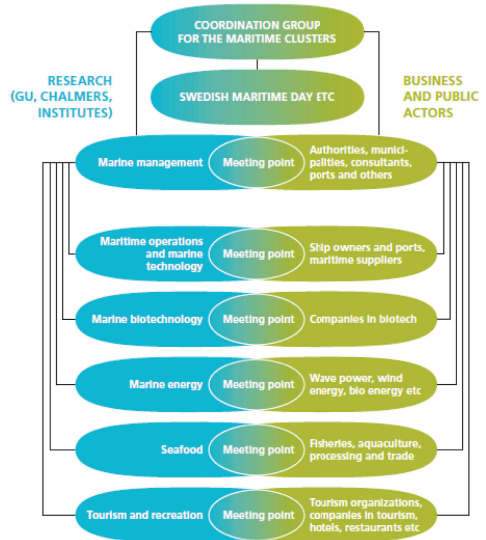 COORDINATION GROUP
FOR THE MARITIME CLUSTERS
RESEARCH
(GU, CHALMERS,
INSTITUTES)
SWEDISH MARITIME DAY ETC
BUSINESS
AND PUBLIC
ACTORS
Marine management
Meeting point
Authorities, munici-
palities, consultants,
ports and others
Maritime operations
and marine
technology
Meeting point
Ship owners and ports,
maritime suppliers
Marine biotechnology
Meeting point
Companies in biotech
Marine energy
Meeting point
Wave power, wind
energy, bio energy etc
Seafood
Meeting point
Fisheries, aquaculture,
processing and trade
Tourism and recreation
Meeting point
Tourism organizations,
companies in tourism,
hotels, restaurants etc